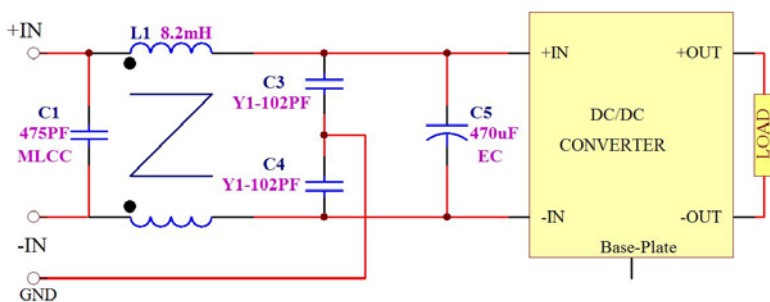 +IN
L1 8.2mH
C1
475PF
MLCC
C3
Y1-102PF
C4
Y1-102PF
C5
470uF
EC
+IN
+OUT
DC/DC
CONVERTER
-IN
-OUT
Base-Plate
LOAD
-IN
GND